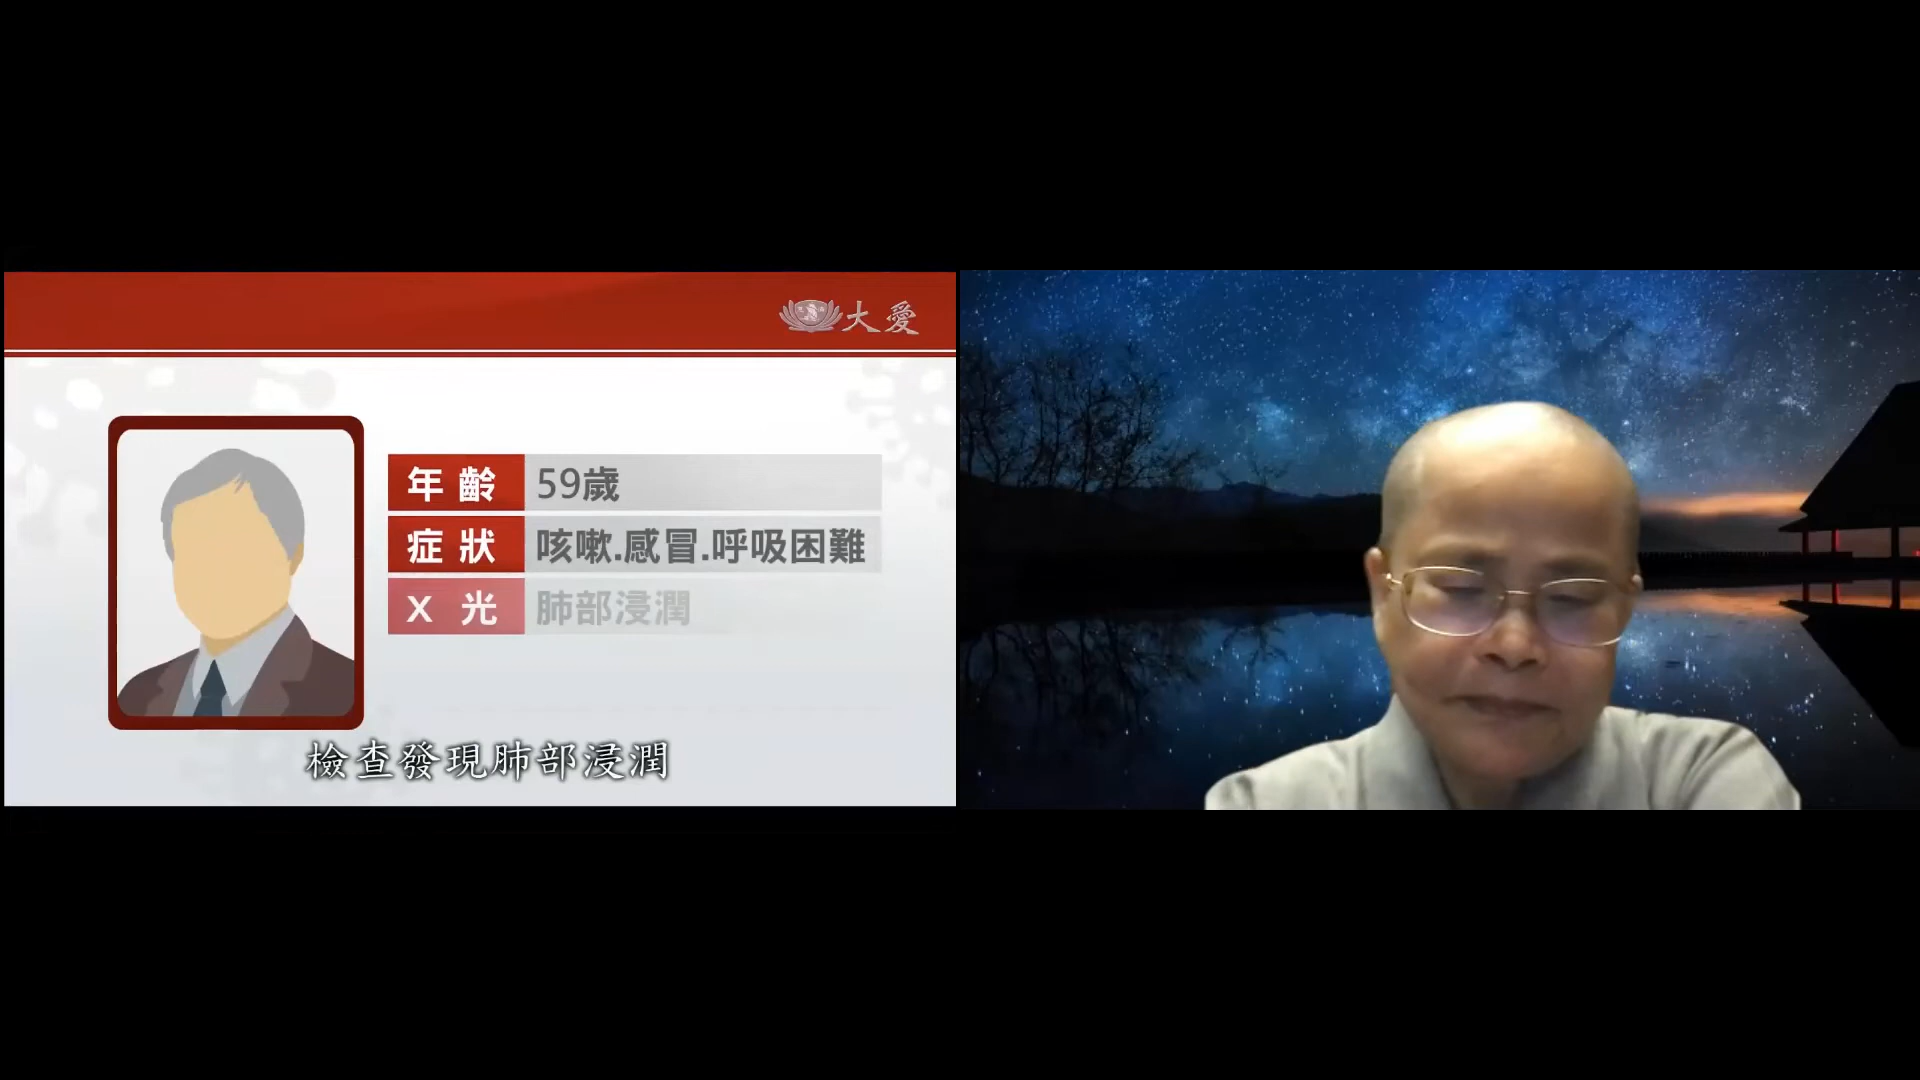 大愛
年齡 59歲
症狀 咳嗽.感冒.呼吸困難
X光 肺部浸潤
檢查發現肺部浸潤